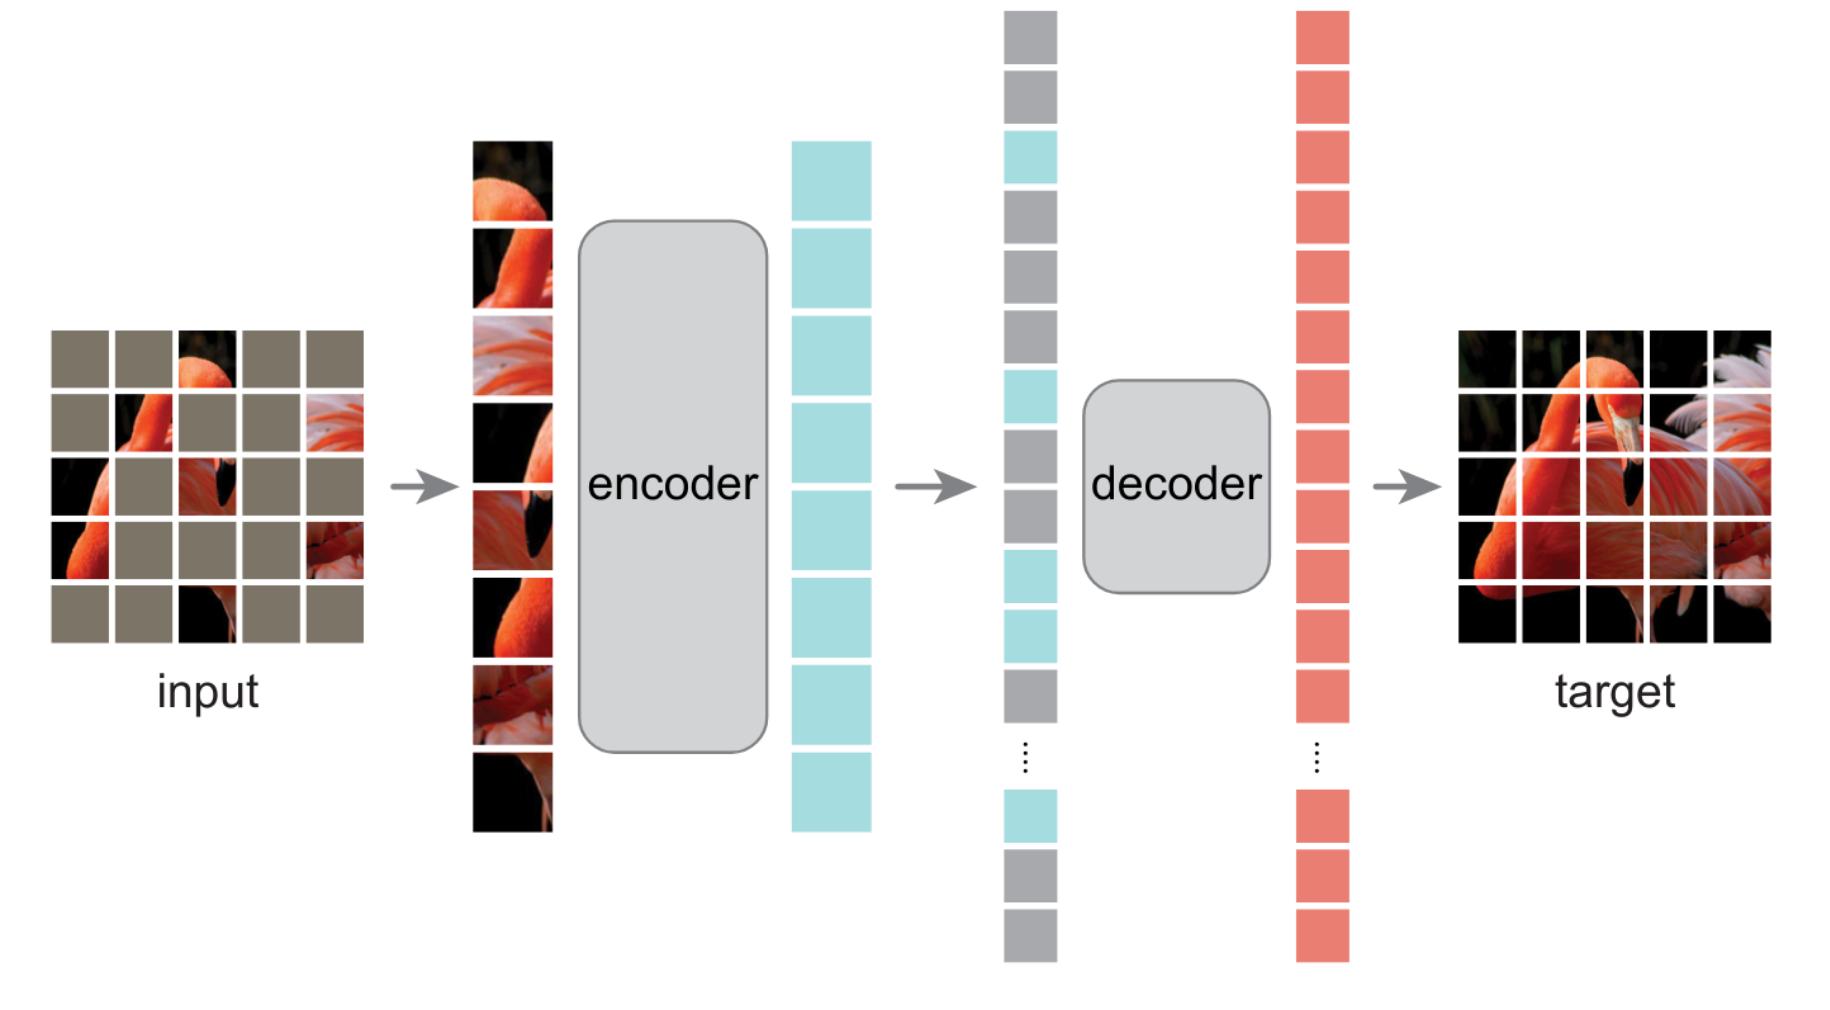 input
encoder
decoder
target